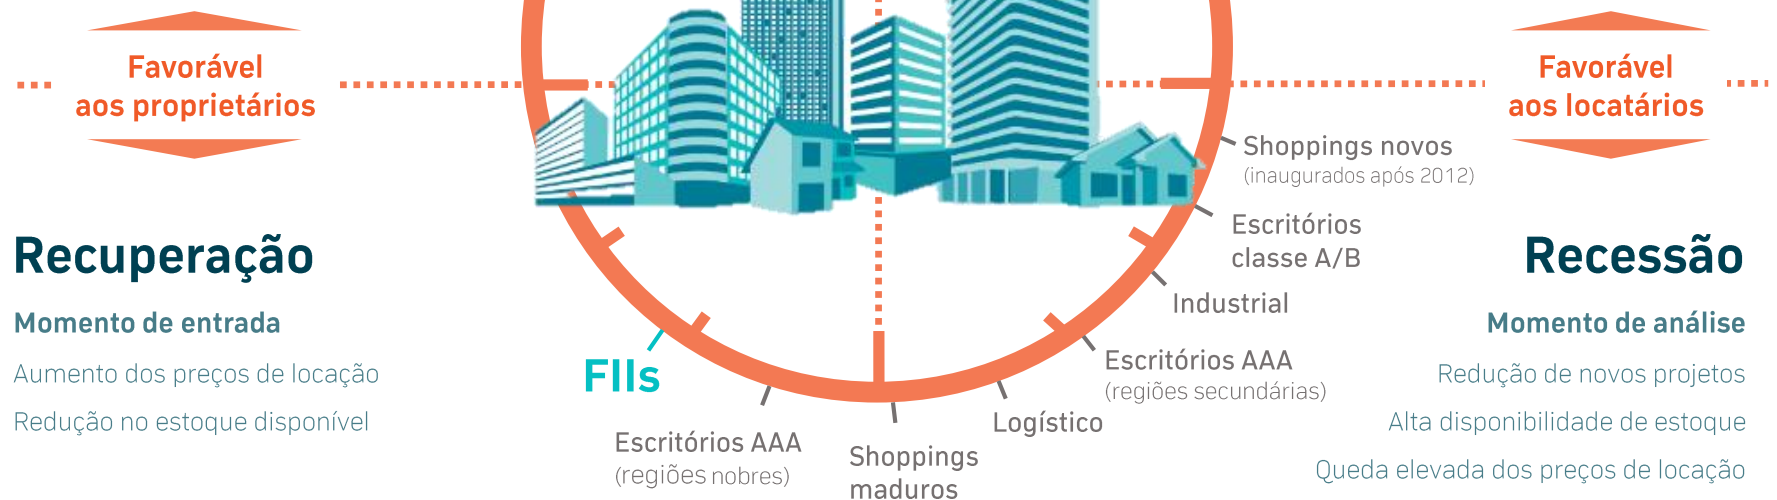 Favorável
aos proprietários
Favorável
aos locatários
Shoppings novos
(inaugurados após 2012)
Escritórios
classe A/B
Industrial
Escritórios AAA
(regiões secundárias)
Logístico
Shoppings
maduros
Escritórios AAA
(regiões nobres)
FIIs
Recuperação
Momento de entrada
Aumento dos preços de locação
Redução no estoque disponível
Recessão
Momento de análise
Redução de novos projetos
Alta disponibilidade de estoque
Queda elevada dos preços de locação